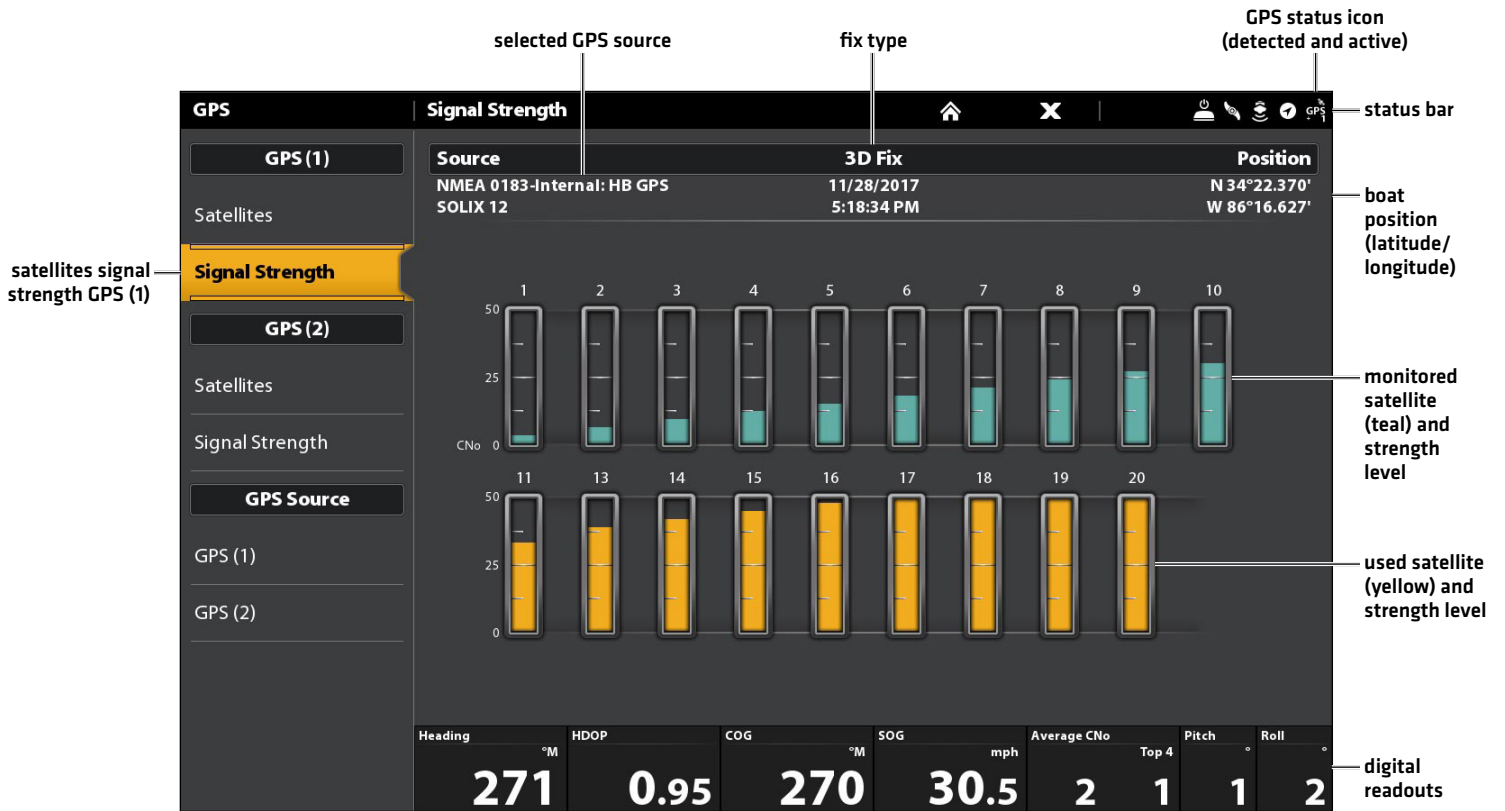 GPS status icon
(detected and active)
selected GPS source
fix type
GPS
Signal Strength
GPS
1
status bar
GPS (1)
Satellites
Signal Strength
GPS (2)
Satellites
Signal Strength
GPS Source
GPS (1)
GPS (2)
satellites signal
strength GPS (1)
Source 3D Fix Position
NMEA 0183-Internal: HB GPS 11/28/2017 N 34°22.370'
SOLIX 12 5:18:34 PM W 86°16.627'
boat
position
(latitude/
longitude)
1 2 3 4 5 6 7 8 9 10
50
25
CNo 0
monitored
satellite
(teal) and
strength
level
11 13 14 15 16 17 18 19 20
50
25
0
used satellite
(yellow) and
strength level
Heading HDOP COG SOG Average CNo Pitch Roll
°M °M mph Top 4 ° °
271 0.95 270 30.5 2 1 1 2
digital
readouts